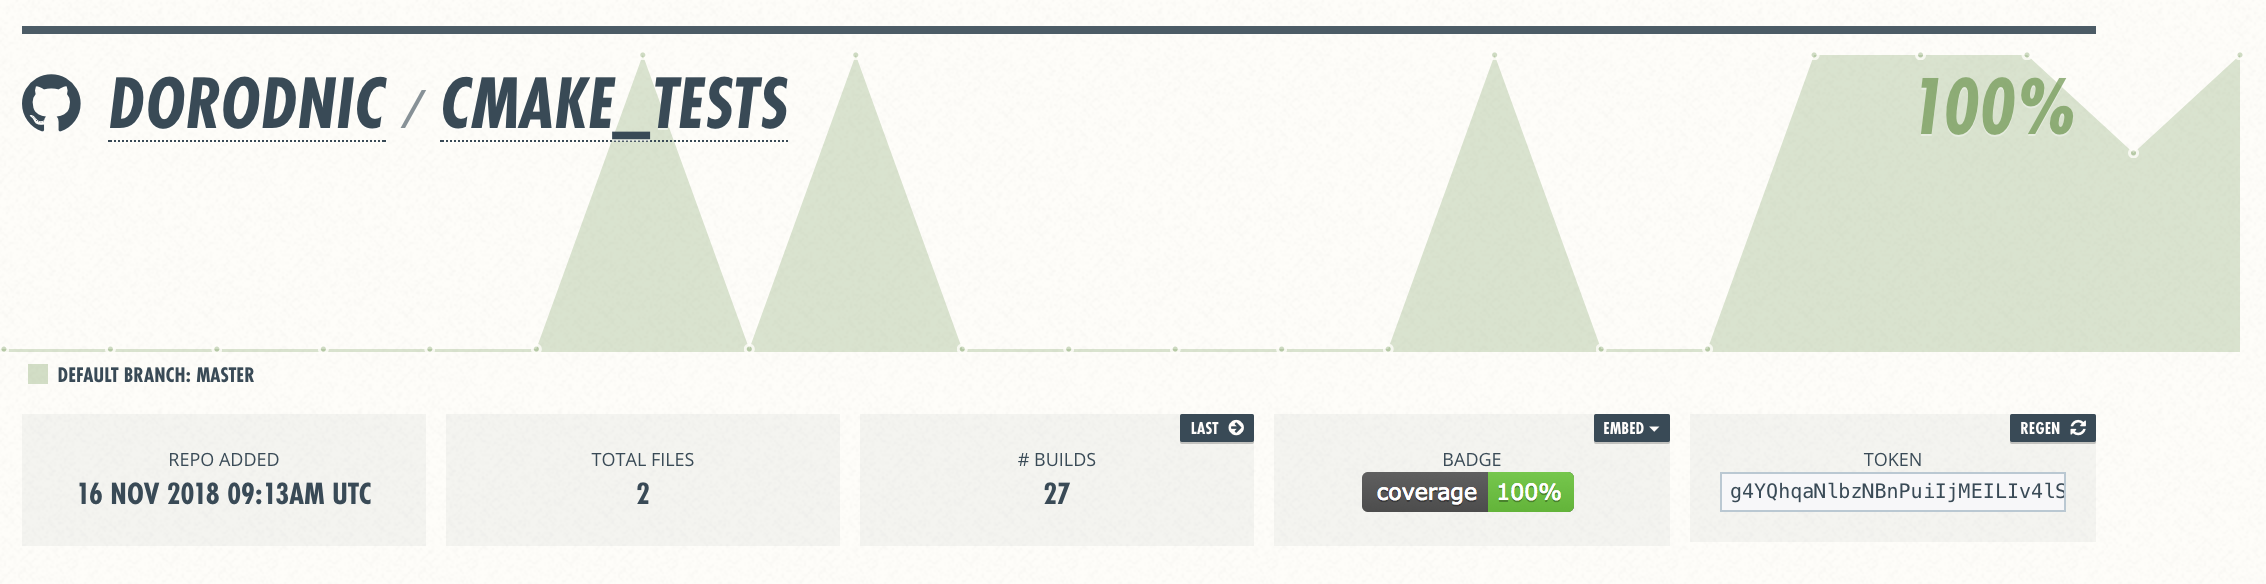 DORODNIC / CMAKE_TESTS
100%
DEFAULT BRANCH: MASTER
REPO ADDED
16 NOV 2018 09:13AM UTC
TOTAL FILES
2
LAST
# BUILDS
27
EMBED
BADGE
coverage 100%
REGEN
TOKEN
g4YQhqaNlbzNBnPuiIjMEILIv4lS